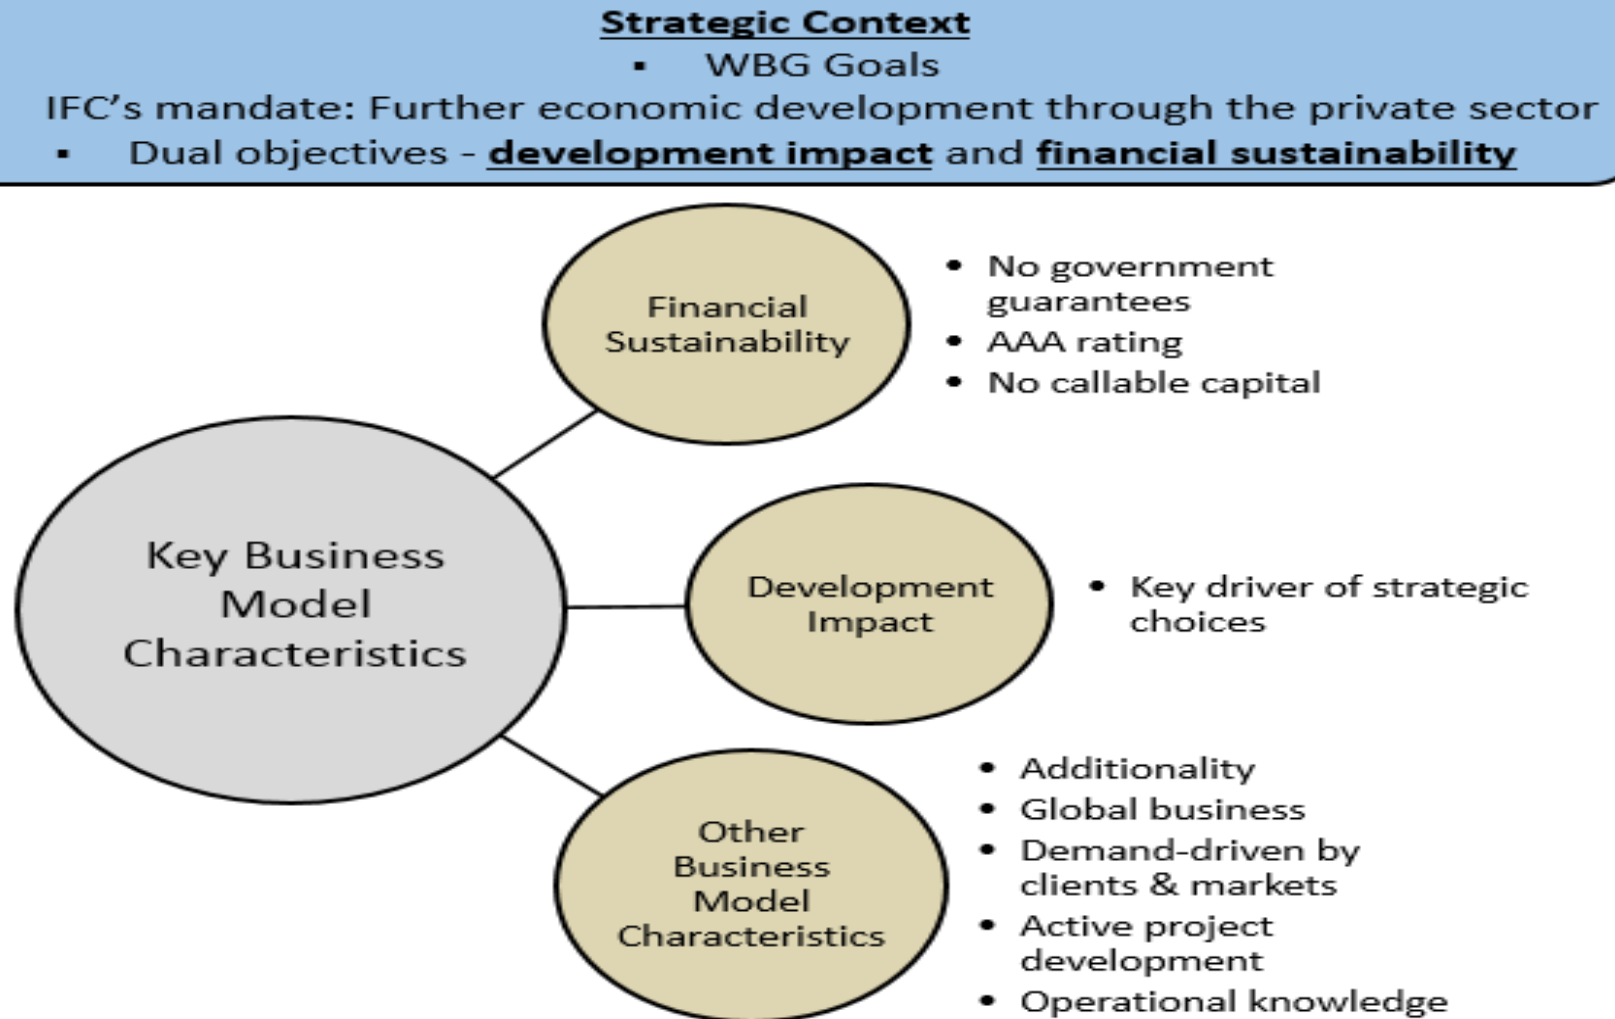 Strategic Context
▪ WBG Goals
IFC’s mandate: Further economic development through the private sector
▪ Dual objectives - development impact and financial sustainability
Financial
Sustainability
• No government
guarantees
• AAA rating
• No callable capital
Key Business
Model
Characteristics
Development
Impact
• Key driver of strategic
choices
Other
Business
Model
Characteristics
• Additionality
• Global business
• Demand-driven by
clients & markets
• Active project
development
• Operational knowledge